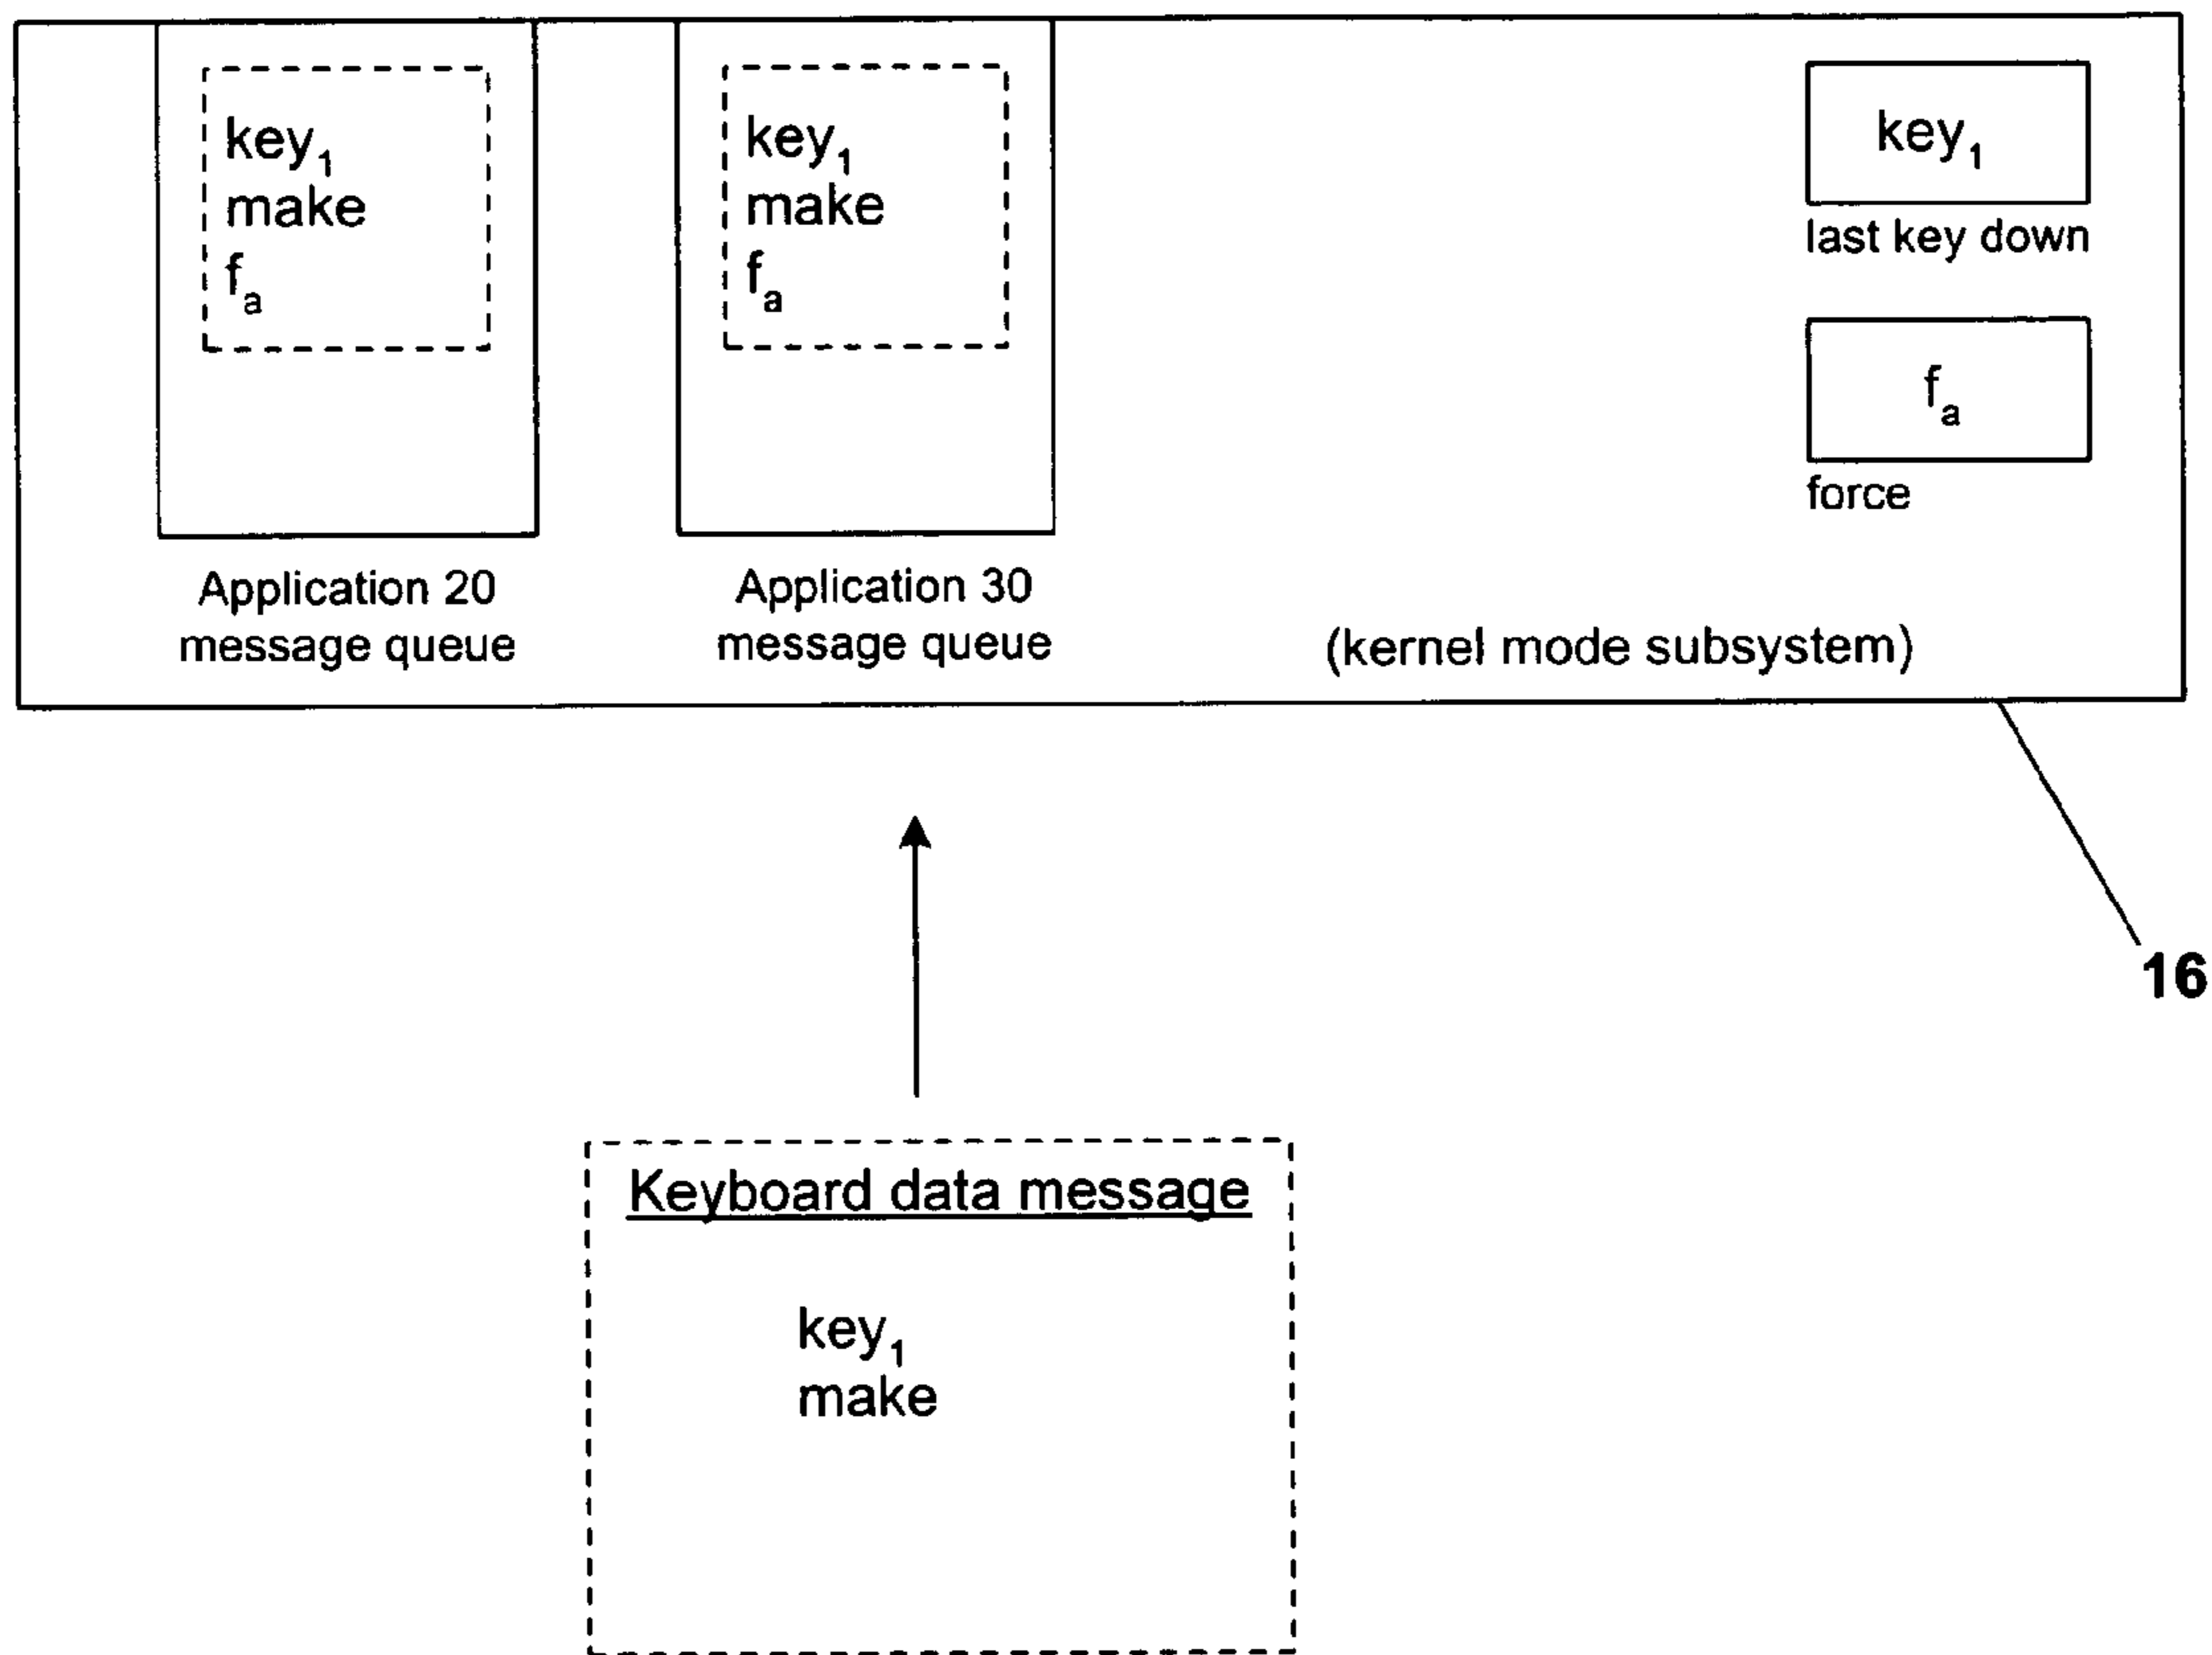 key₁
make
fₐ
key₁
make
fₐ
key₁
last key down
fₐ
force
Application 20
message queue
Application 30
message queue
(kernel mode subsystem)
16
Keyboard data message
key₁
make